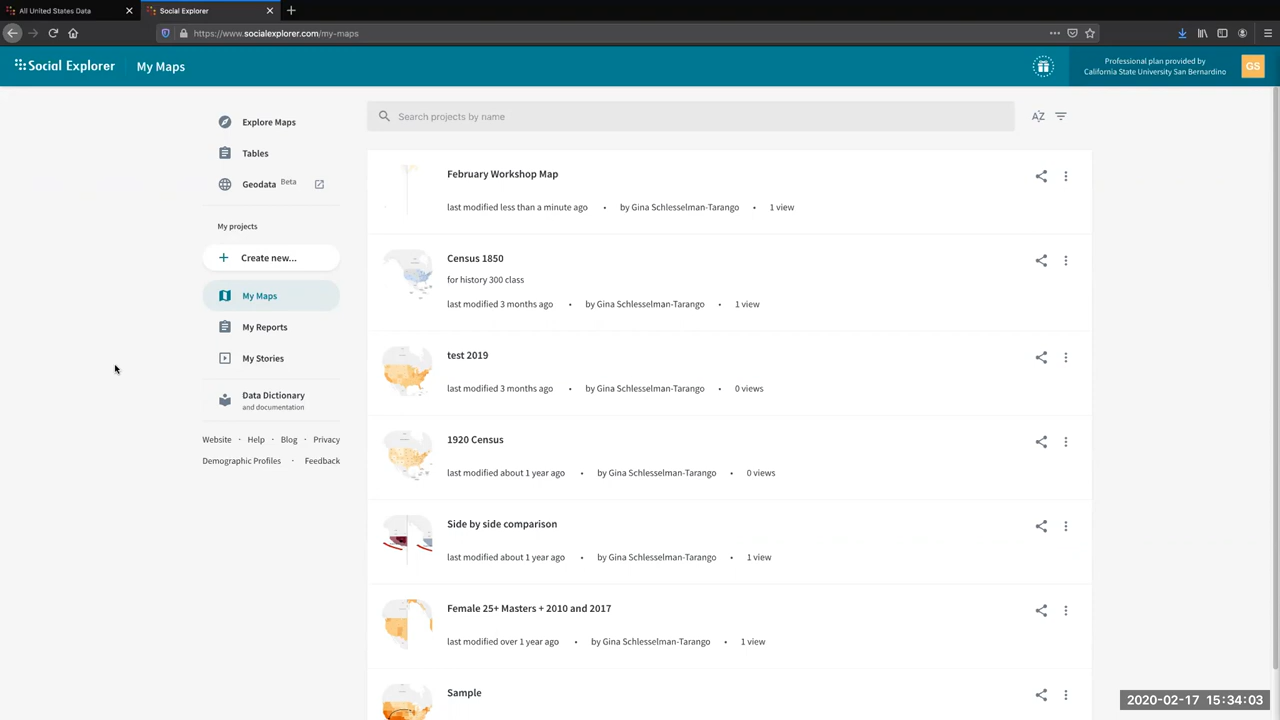 All United States Data
Social Explorer
https://www.socialexplorer.com/my-maps
Social Explorer
My Maps
Professional plan provided by
California State University San Bernardino
GS
Explore Maps
Tables
Geodata Beta
My projects
Create new...
My Maps
My Reports
My Stories
Data Dictionary
and documentation
Website · Help · Blog · Privacy
Demographic Profiles · Feedback
Search projects by name
AZ
February Workshop Map
last modified less than a minute ago • by Gina Schlesselman-Tarango • 1 view
Census 1850
for history 300 class
last modified 3 months ago • by Gina Schlesselman-Tarango • 1 view
test 2019
last modified 3 months ago • by Gina Schlesselman-Tarango • 0 views
1920 Census
last modified about 1 year ago • by Gina Schlesselman-Tarango • 0 views
Side by side comparison
last modified about 1 year ago • by Gina Schlesselman-Tarango • 1 view
Female 25+ Masters + 2010 and 2017
last modified over 1 year ago • by Gina Schlesselman-Tarango • 1 view
Sample
2020-02-17 15:34:03